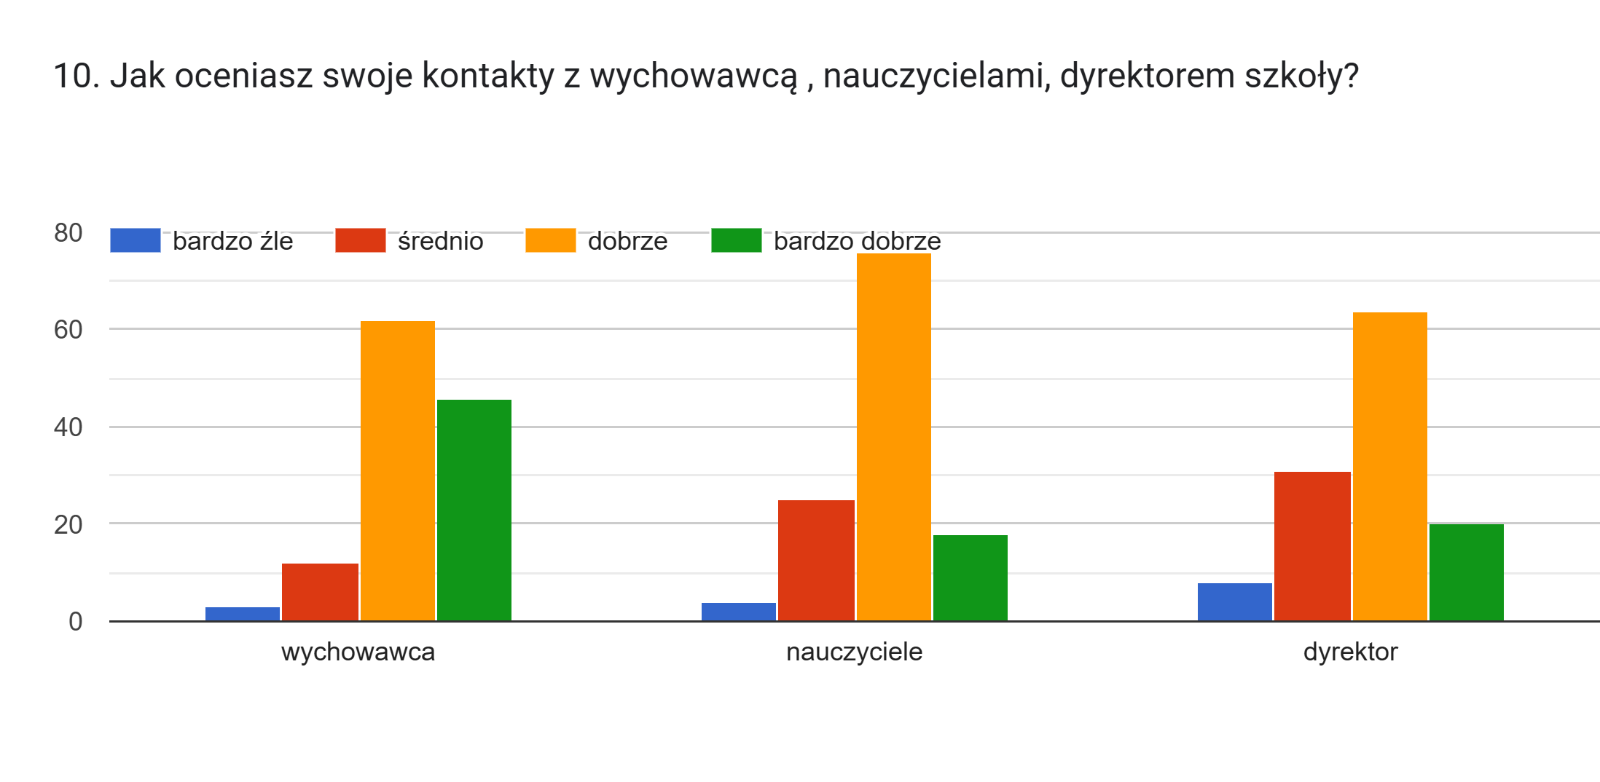 10. Jak oceniasz swoje kontakty z wychowawcą , nauczycielami, dyrektorem szkoły?
80
bardzo źle średnio dobrze bardzo dobrze
60
40
20
0
wychowawca nauczyciele dyrektor